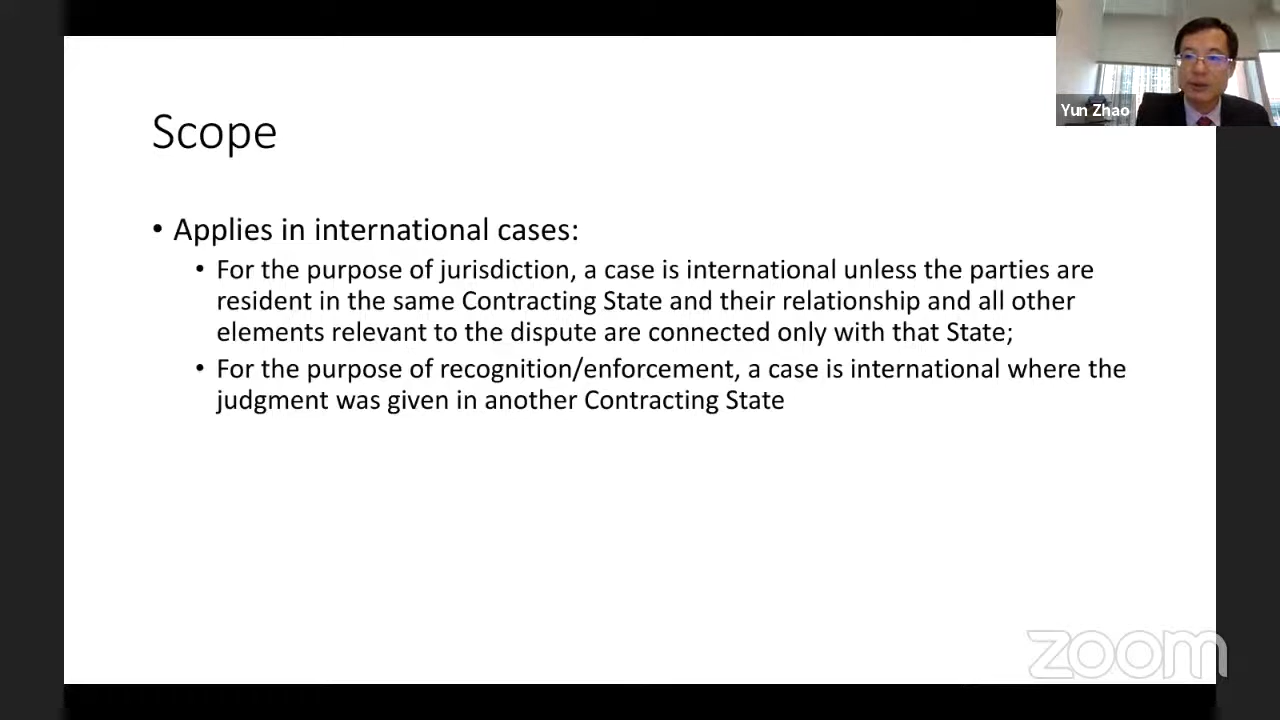 Yun Zhao
Scope
• Applies in international cases:
• For the purpose of jurisdiction, a case is international unless the parties are
resident in the same Contracting State and their relationship and all other
elements relevant to the dispute are connected only with that State;
• For the purpose of recognition/enforcement, a case is international where the
judgment was given in another Contracting State
zoom